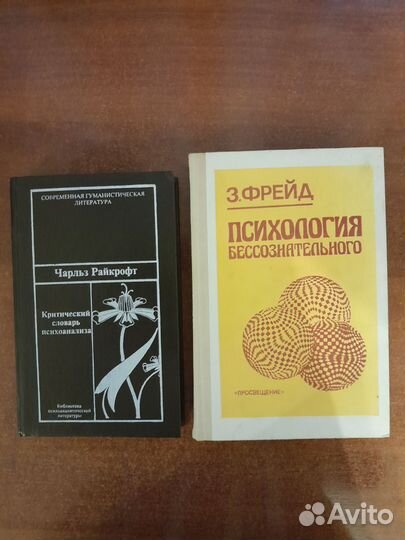 СОВРЕМЕННАЯ ГУМАНИСТИЧЕСКАЯ
ЛИТЕРАТУРА
Чарльз Райкрофт
Критический
словарь
психоанализа
Библиотека
психоаналитической
литературы
З.ФРЕЙД
ПСИХОЛОГИЯ
БЕССОЗНАТЕЛЬНОГО
«ПРОСВЕЩЕНИЕ»
Avito